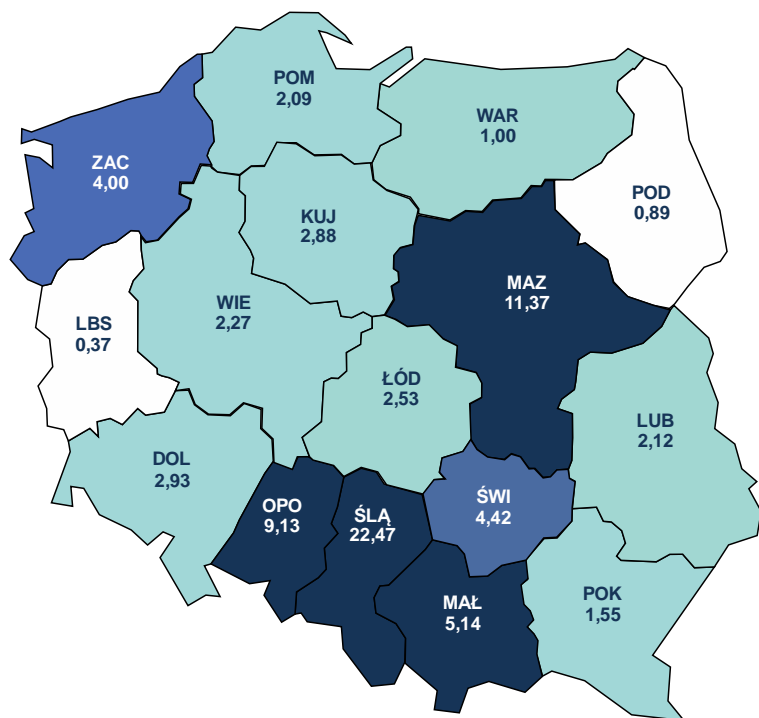 POM
2,09
WAR
1,00
ZAC
4,00
POD
0,89
KUJ
2,88
MAZ
11,37
WIE
2,27
LBS
0,37
ŁÓD
2,53
LUB
2,12
DOL
2,93
OPO
9,13
ŚLĄ
22,47
ŚWI
4,42
MAŁ
5,14
POK
1,55